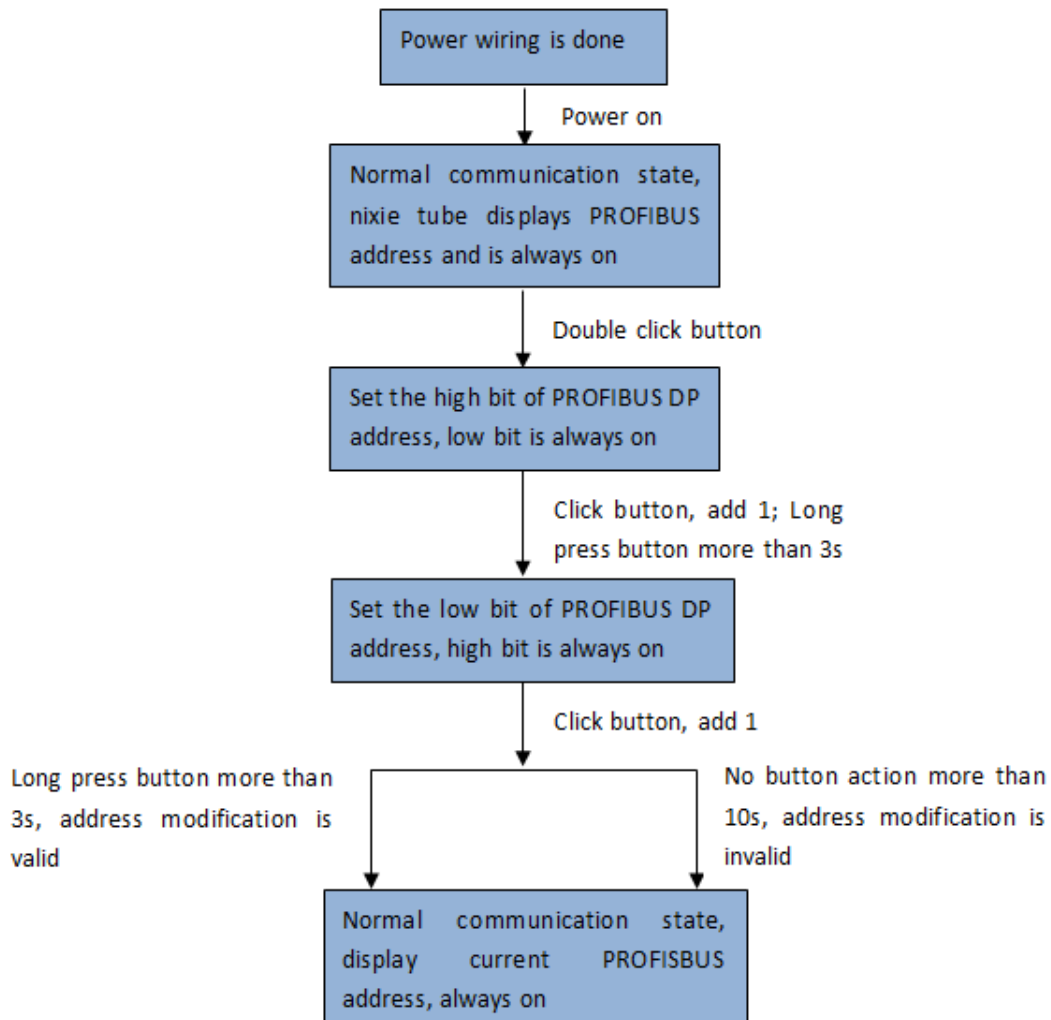 Power wiring is done
Power on
Normal communication state,
nixie tube displays PROFIBUS
address and is always on
Double click button
Set the high bit of PROFIBUS DP
address, low bit is always on
Click button, add 1; Long
press button more than 3s
Set the low bit of PROFIBUS DP
address, high bit is always on
Click button, add 1
Long press button more than
3s, address modification is
valid
No button action more than
10s, address modification is
invalid
Normal communication state,
display current PROFISBUS
address, always on